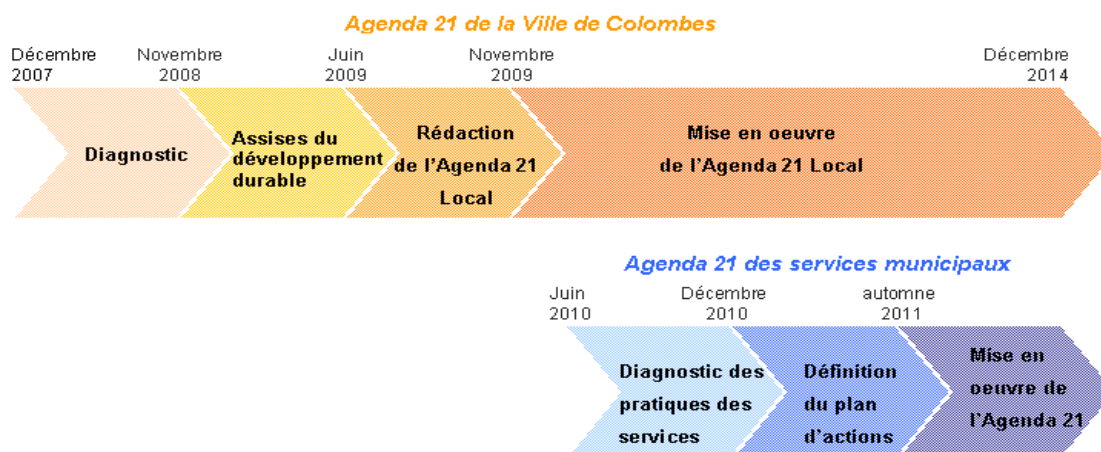 Agenda 21 de la Ville de Colombes
Décembre
2007
Novembre
2008
Juin
2009
Novembre
2009
Décembre
2014
Diagnostic
Assises du
développement
durable
Rédaction
de l'Agenda 21
Local
Mise en oeuvre
de l'Agenda 21 Local
Agenda 21 des services municipaux
Juin
2010
Décembre
2010
automne
2011
Diagnostic des
pratiques des
services
Définition
du plan
d'actions
Mise en
oeuvre de
l'Agenda 21